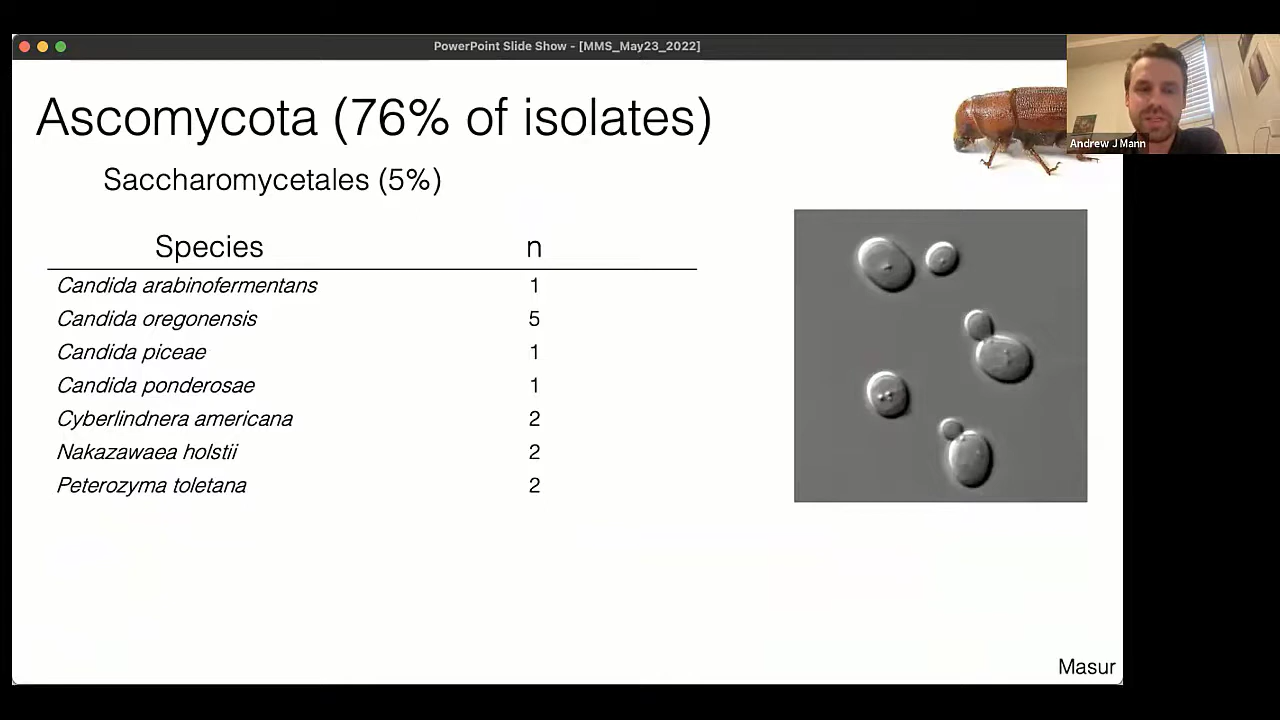 PowerPoint Slide Show - [MMS_May23_2022]
Ascomycota (76% of isolates)
Andrew J Mann
Saccharomycetales (5%)
Species n
Candida arabinofermentans 1
Candida oregonensis 5
Candida piceae 1
Candida ponderosae 1
Cyberlindnera americana 2
Nakazawaea holstii 2
Peterozyma toletana 2
Masur